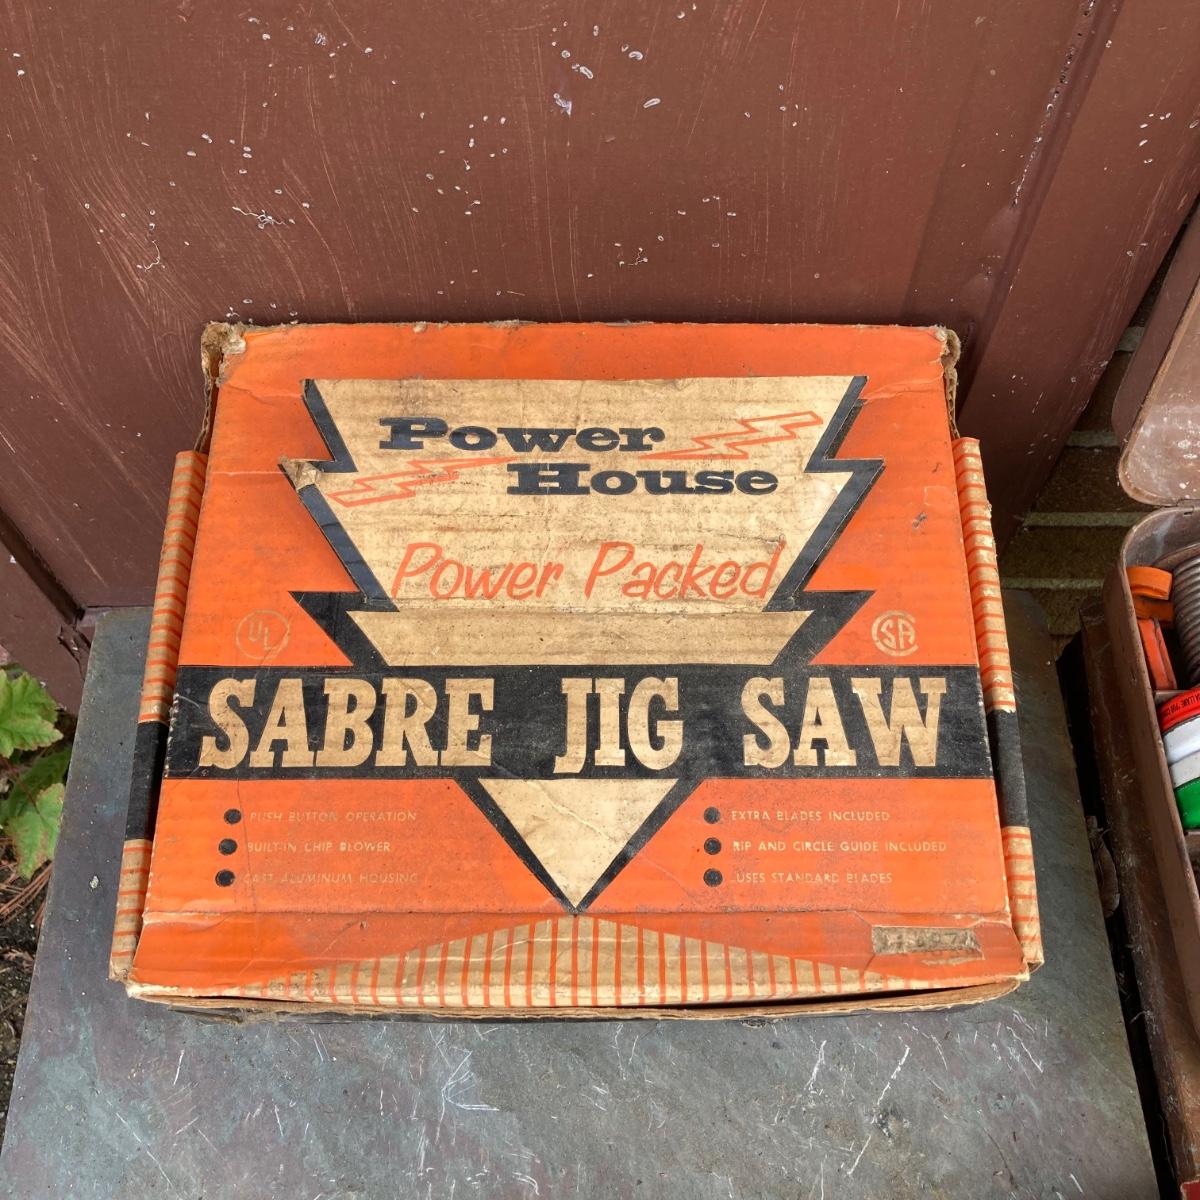 Power
House
Power Packed
UL
CSA
SABRE JIG SAW
PUSH BUTTON OPERATION
BUILT-IN CHIP BLOWER
CAST ALUMINUM HOUSING
EXTRA BLADES INCLUDED
RIP AND CIRCLE GUIDE INCLUDED
USES STANDARD BLADES